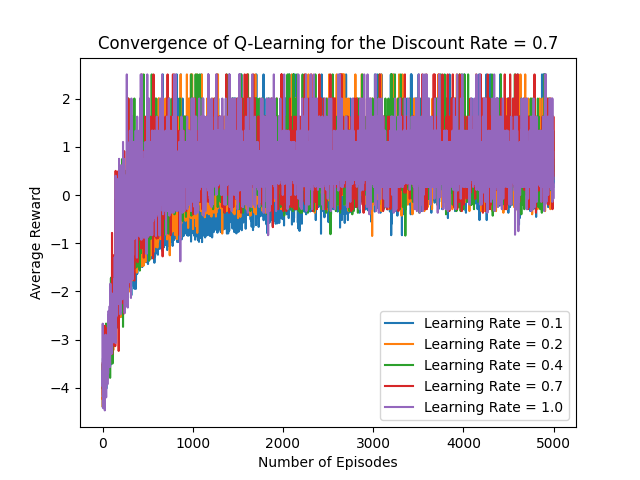 Convergence of Q-Learning for the Discount Rate = 0.7
Average Reward
2
1
0
−1
−2
−3
−4
Learning Rate = 0.1
Learning Rate = 0.2
Learning Rate = 0.4
Learning Rate = 0.7
Learning Rate = 1.0
0 1000 2000 3000 4000 5000
Number of Episodes